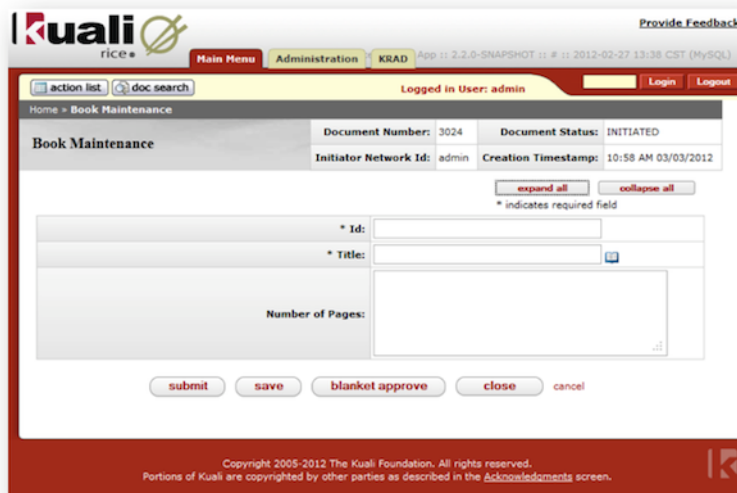 Kuali
rice
Provide Feedback
Main Menu Administration KRAD App :: 2.2.0-SNAPSHOT :: # :: 2012-02-27 13:38 CST (MySQL)
action list doc search Logged in User: admin Login Logout
Home » Book Maintenance
Book Maintenance
Document Number: 3024 Document Status: INITIATED
Initiator Network Id: admin Creation Timestamp: 10:58 AM 03/03/2012
expand all collapse all
* indicates required field
* Id:
* Title:
Number of Pages:
submit save blanket approve close cancel
Copyright 2005-2012 The Kuali Foundation. All rights reserved.
Portions of Kuali are copyrighted by other parties as described in the Acknowledgments screen.